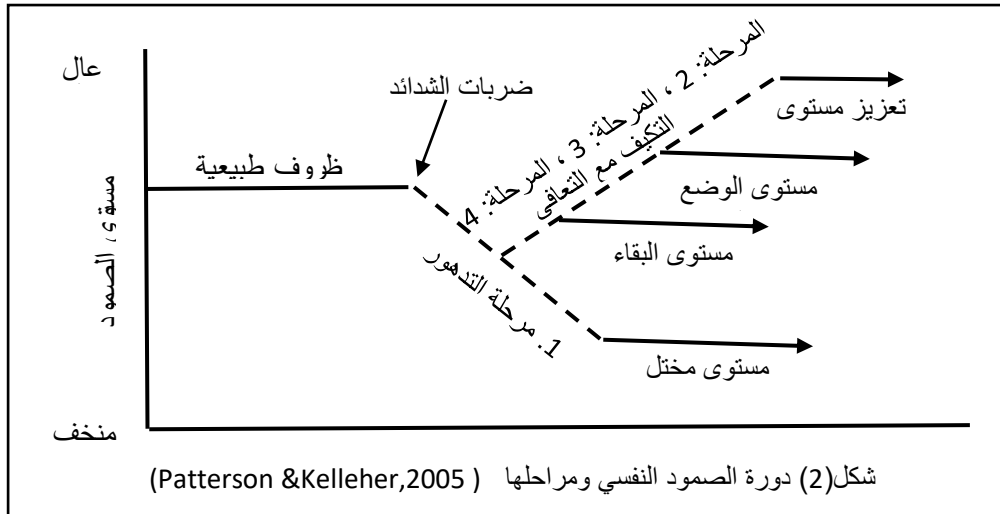 عال
ضربات الشدائد
المرحلة: 2 ، المرحلة: 3 ، المرحلة: 4
التكيف مع التعافى
تعزيز مستوى
ظروف طبيعية
مستوى الوضع
مستوى الصمود
مستوى البقاء
1. مرحلة التدهور
مستوى مختل
منخف
شكل(2) دورة الصمود النفسي ومراحلها (Patterson &Kelleher,2005 )